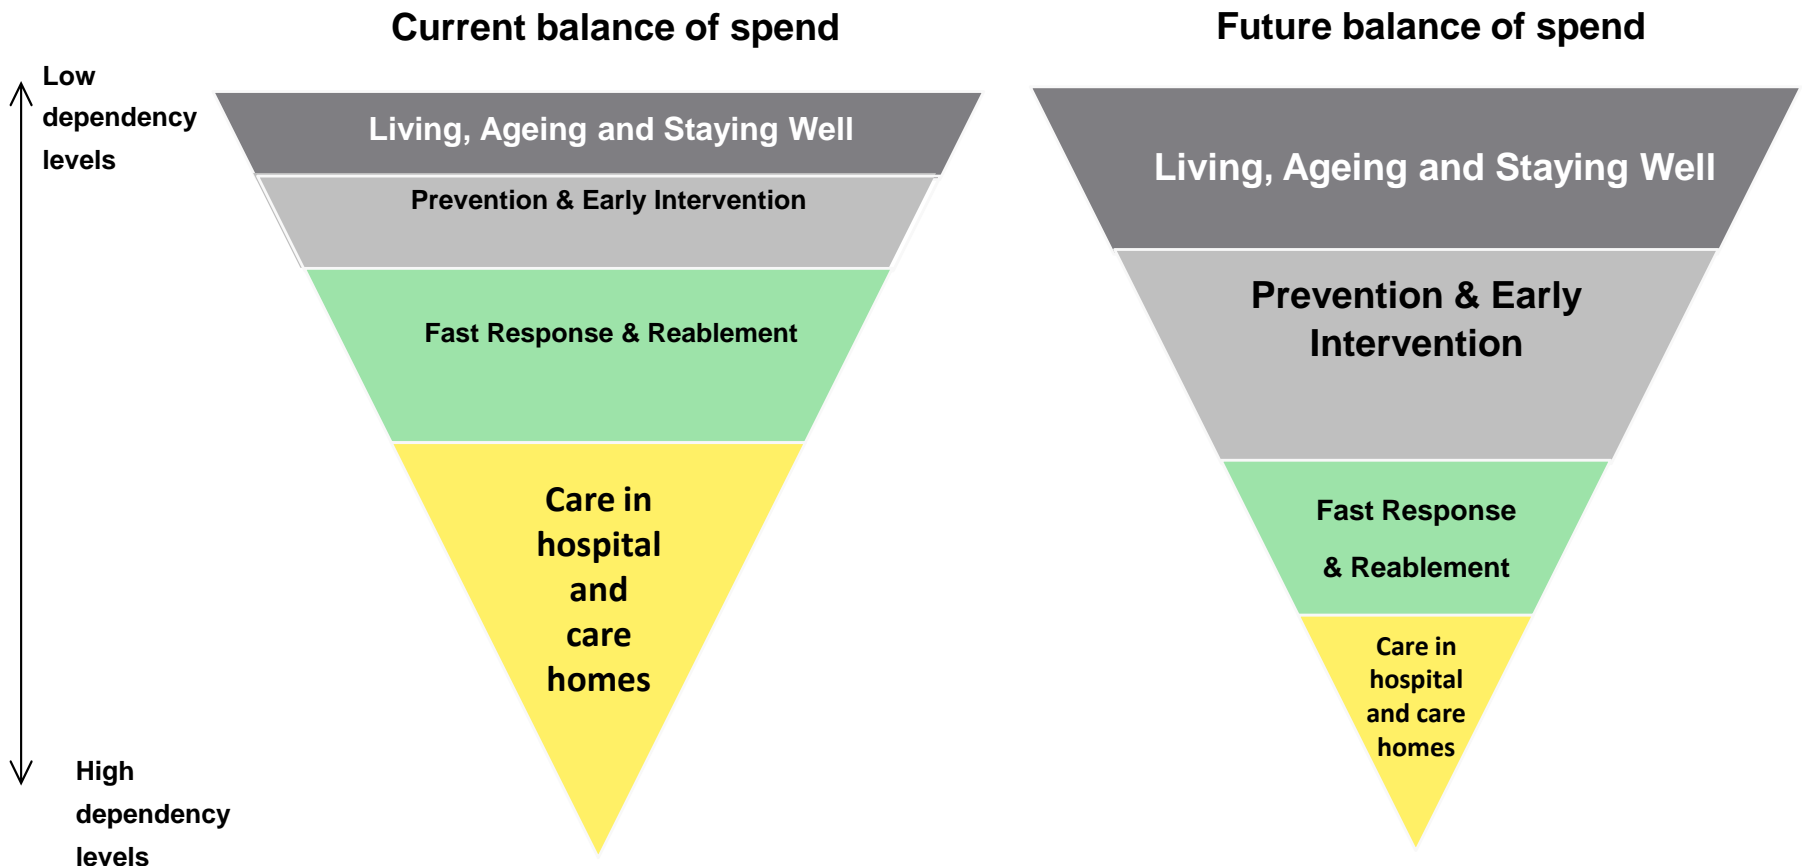 Current balance of spend
Future balance of spend
Low
dependency
levels
Living, Ageing and Staying Well
Prevention & Early Intervention
Fast Response & Reablement
Care in
hospital
and
care
homes
High
dependency
levels
Living, Ageing and Staying Well
Prevention & Early
Intervention
Fast Response
& Reablement
Care in
hospital
and care
homes